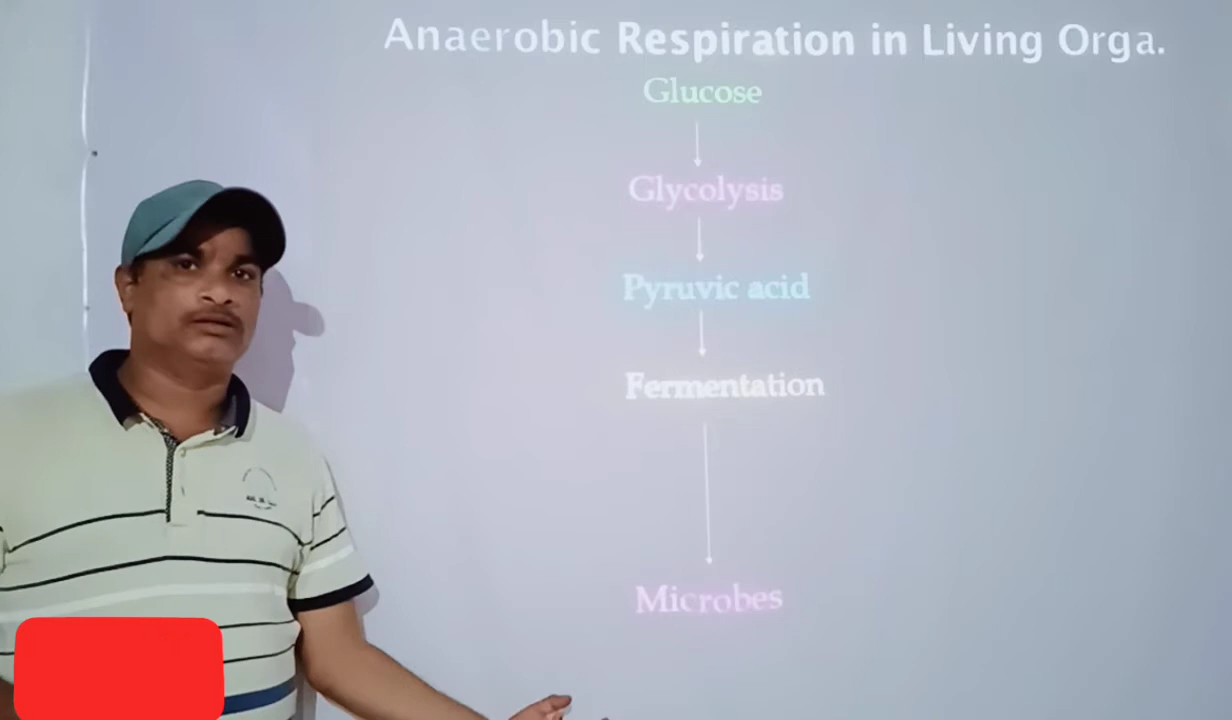 Anaerobic Respiration in Living Orga.
Glucose
Glycolysis
Pyruvic acid
Fermentation
Microbes